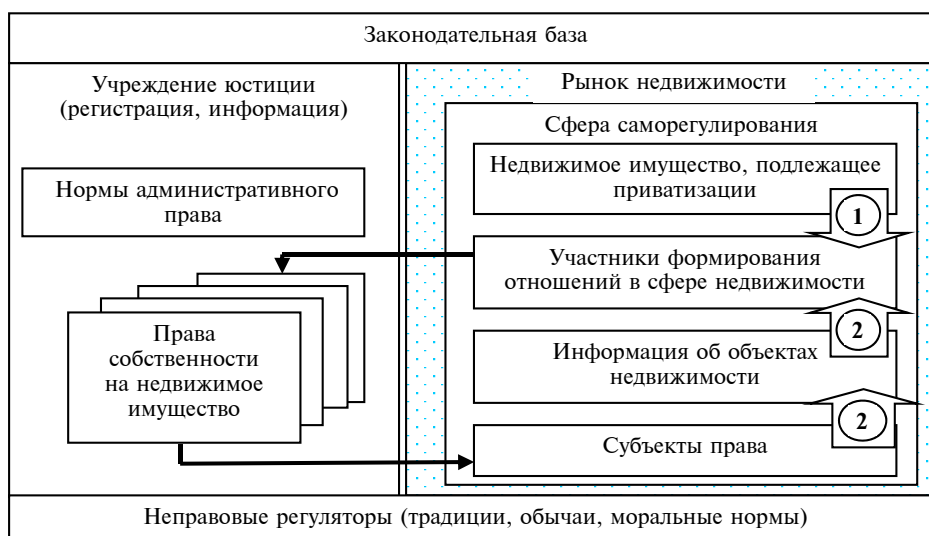 Законодательная база
Учреждение юстиции
(регистрация, информация)
Нормы административного
права
Права
собственности
на недвижимое
имущество
Рынок недвижимости
Сфера саморегулирования
Недвижимое имущество, подлежащее
приватизации
1
Участники формирования
отношений в сфере недвижимости
2
Информация об объектах
недвижимости
2
Субъекты права
Неправовые регуляторы (традиции, обычаи, моральные нормы)